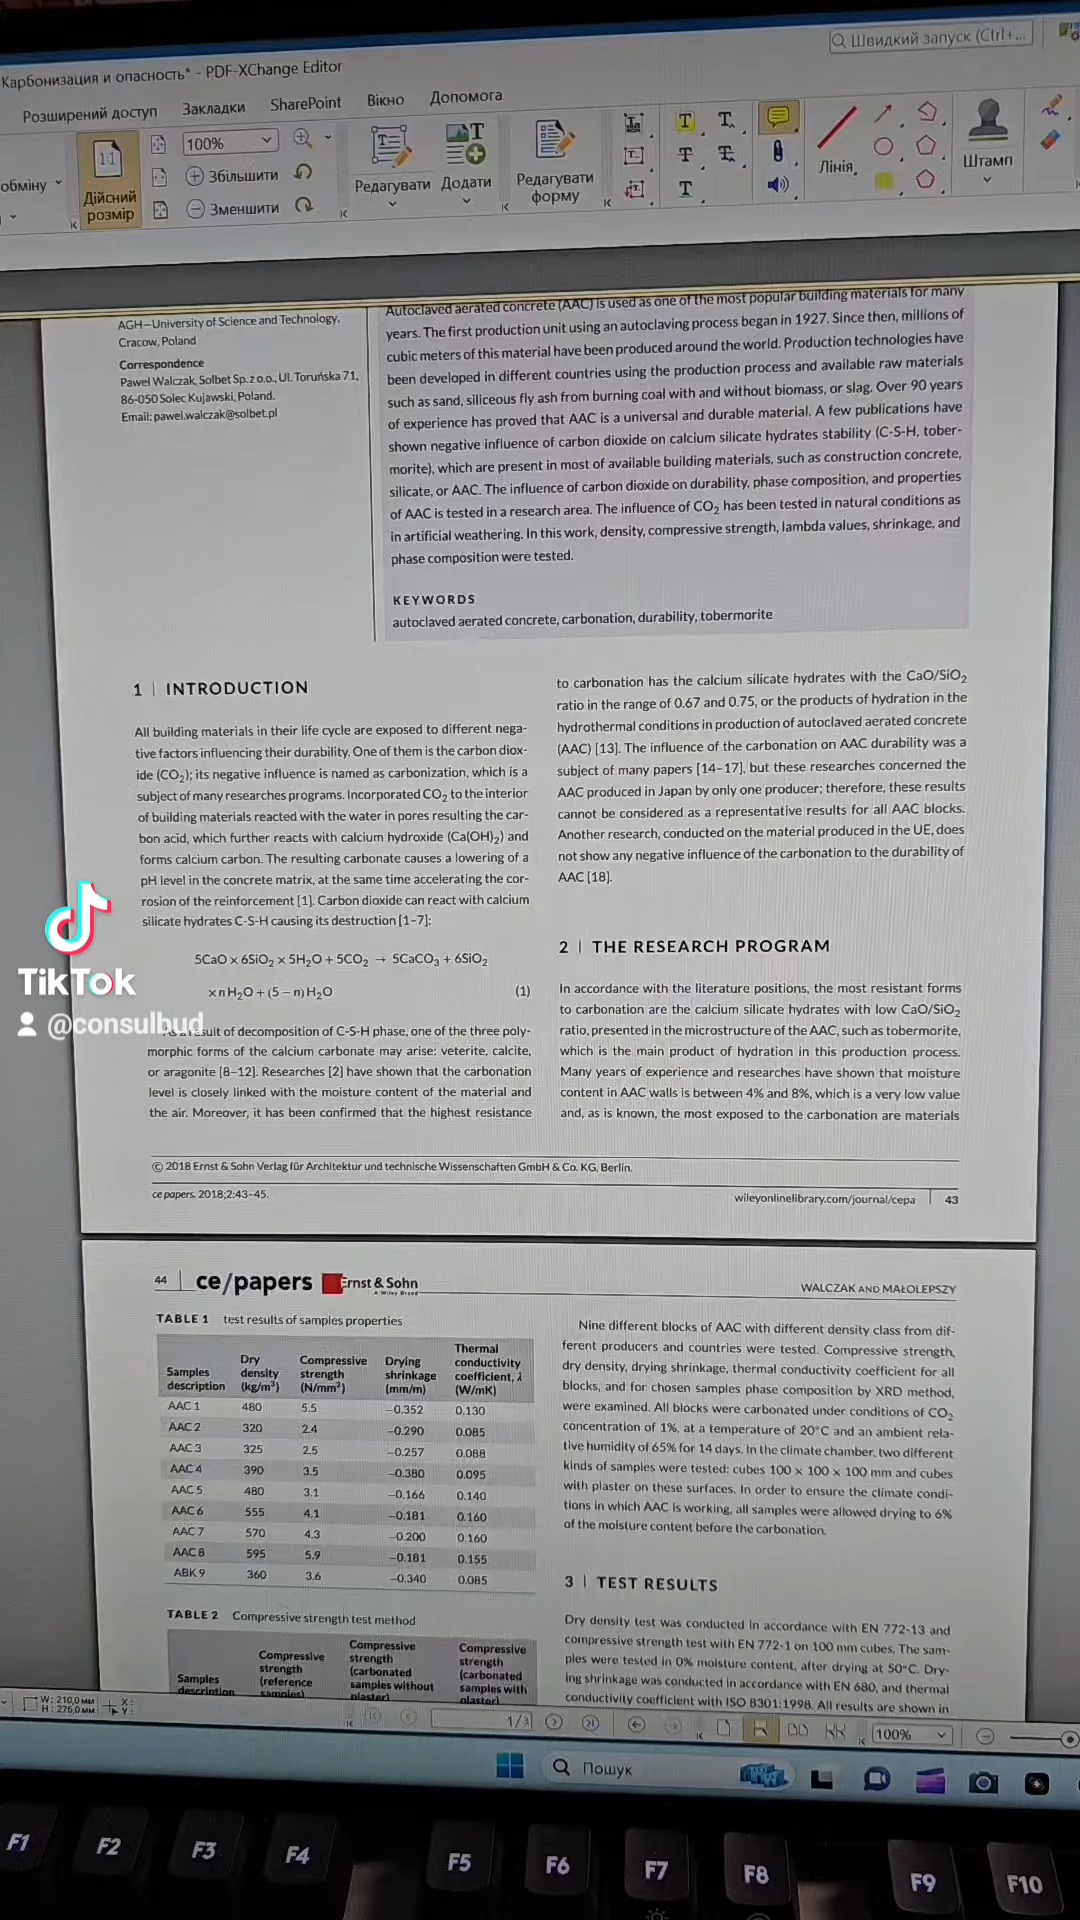 Швидкий запуск (Ctrl+...
Карбонизация и опасность* - PDF-XChange Editor
Розширений доступ Закладки SharePoint Вікно Допомога
обміну
Дійсний розмір
100%
Збільшити
Зменшити
Редагувати
Додати
Редагувати форму
Лінія
Штамп
AGH—University of Science and Technology,
Cracow, Poland
Correspondence
Pawel Walczak, Solbet Sp. z o.o., Ul. Toruńska 71,
86-050 Solec Kujawski, Poland.
Email: pawel.walczak@solbet.pl
Autoclaved aerated concrete (AAC) is used as one of the most popular building materials for many
years. The first production unit using an autoclaving process began in 1927. Since then, millions of
cubic meters of this material have been produced around the world. Production technologies have
been developed in different countries using the production process and available raw materials
such as sand, siliceous fly ash from burning coal with and without biomass, or slag. Over 90 years
of experience has proved that AAC is a universal and durable material. A few publications have
shown negative influence of carbon dioxide on calcium silicate hydrates stability (C-S-H, tober-
morite), which are present in most of available building materials, such as construction concrete,
silicate, or AAC. The influence of carbon dioxide on durability, phase composition, and properties
of AAC is tested in a research area. The influence of CO₂ has been tested in natural conditions as
in artificial weathering. In this work, density, compressive strength, lambda values, shrinkage, and
phase composition were tested.
KEYWORDS
autoclaved aerated concrete, carbonation, durability, tobermorite
1 | INTRODUCTION
All building materials in their life cycle are exposed to different nega-
tive factors influencing their durability. One of them is the carbon diox-
ide (CO₂); its negative influence is named as carbonization, which is a
subject of many researches programs. Incorporated CO₂ to the interior
of building materials reacted with the water in pores resulting the car-
bon acid, which further reacts with calcium hydroxide (Ca(OH)₂) and
forms calcium carbon. The resulting carbonate causes a lowering of a
pH level in the concrete matrix, at the same time accelerating the cor-
rosion of the reinforcement [1]. Carbon dioxide can react with calcium
silicate hydrates C-S-H causing its destruction [1-7]:
5CaO x 6SiO₂ x 5H₂O + 5CO₂ → 5CaCO₃ + 6SiO₂
x n H₂O + (5 − n) H₂O (1)
As a result of decomposition of C-S-H phase, one of the three poly-
morphic forms of the calcium carbonate may arise: veterite, calcite,
or aragonite [8-12]. Researches [2] have shown that the carbonation
level is closely linked with the moisture content of the material and
the air. Moreover, it has been confirmed that the highest resistance
to carbonation has the calcium silicate hydrates with the CaO/SiO₂
ratio in the range of 0.67 and 0.75, or the products of hydration in the
hydrothermal conditions in production of autoclaved aerated concrete
(AAC) [13]. The influence of the carbonation on AAC durability was a
subject of many papers [14-17], but these researches concerned the
AAC produced in Japan by only one producer; therefore, these results
cannot be considered as a representative results for all AAC blocks.
Another research, conducted on the material produced in the UE, does
not show any negative influence of the carbonation to the durability of
AAC [18].
2 | THE RESEARCH PROGRAM
In accordance with the literature positions, the most resistant forms
to carbonation are the calcium silicate hydrates with low CaO/SiO₂
ratio, presented in the microstructure of the AAC, such as tobermorite,
which is the main product of hydration in this production process.
Many years of experience and researches have shown that moisture
content in AAC walls is between 4% and 8%, which is a very low value
and, as is known, the most exposed to the carbonation are materials
TikTok
@consulbud
© 2018 Ernst & Sohn Verlag für Architektur und technische Wissenschaften GmbH & Co. KG, Berlin.
ce papers. 2018;2:43–45. wileyonlinelibrary.com/journal/cepa 43
44 ce/papers Ernst & Sohn WALCZAK AND MAŁOLEPSZY
A Wiley Brand
TABLE 1 test results of samples properties
Samples description | Dry density (kg/m³) | Compressive strength (N/mm²) | Drying shrinkage (mm/m) | Thermal conductivity coefficient, λ (W/mK)
AAC 1 480 5.5 −0.352 0.130
AAC 2 320 2.4 −0.290 0.085
AAC 3 325 2.5 −0.257 0.088
AAC 4 390 3.5 −0.380 0.095
AAC 5 480 3.1 −0.166 0.140
AAC 6 555 4.1 −0.181 0.160
AAC 7 570 4.3 −0.200 0.160
AAC 8 595 5.9 −0.181 0.155
ABK 9 360 3.6 −0.340 0.085
TABLE 2 Compressive strength test method
Samples description | Compressive strength (reference samples) | Compressive strength (carbonated samples without plaster) | Compressive strength (carbonated samples with plaster)
Nine different blocks of AAC with different density class from dif-
ferent producers and countries were tested. Compressive strength,
dry density, drying shrinkage, thermal conductivity coefficient for all
blocks, and for chosen samples phase composition by XRD method,
were examined. All blocks were carbonated under conditions of CO₂
concentration of 1%, at a temperature of 20°C and an ambient rela-
tive humidity of 65% for 14 days. In the climate chamber, two different
kinds of samples were tested: cubes 100 × 100 × 100 mm and cubes
with plaster on these surfaces. In order to ensure the climate condi-
tions in which AAC is working, all samples were allowed drying to 6%
of the moisture content before the carbonation.
3 | TEST RESULTS
Dry density test was conducted in accordance with EN 772-13 and
compressive strength test with EN 772-1 on 100 mm cubes. The sam-
ples were tested in 0% moisture content, after drying at 50°C. Dry-
ing shrinkage was conducted in accordance with EN 680, and thermal
conductivity coefficient with ISO 8301:1998. All results are shown in
W: 210,0 мм
H: 276,0 мм
X:
Y:
1/3
100%
Пошук
F1 F2 F3 F4 F5 F6 F7 F8 F9 F10